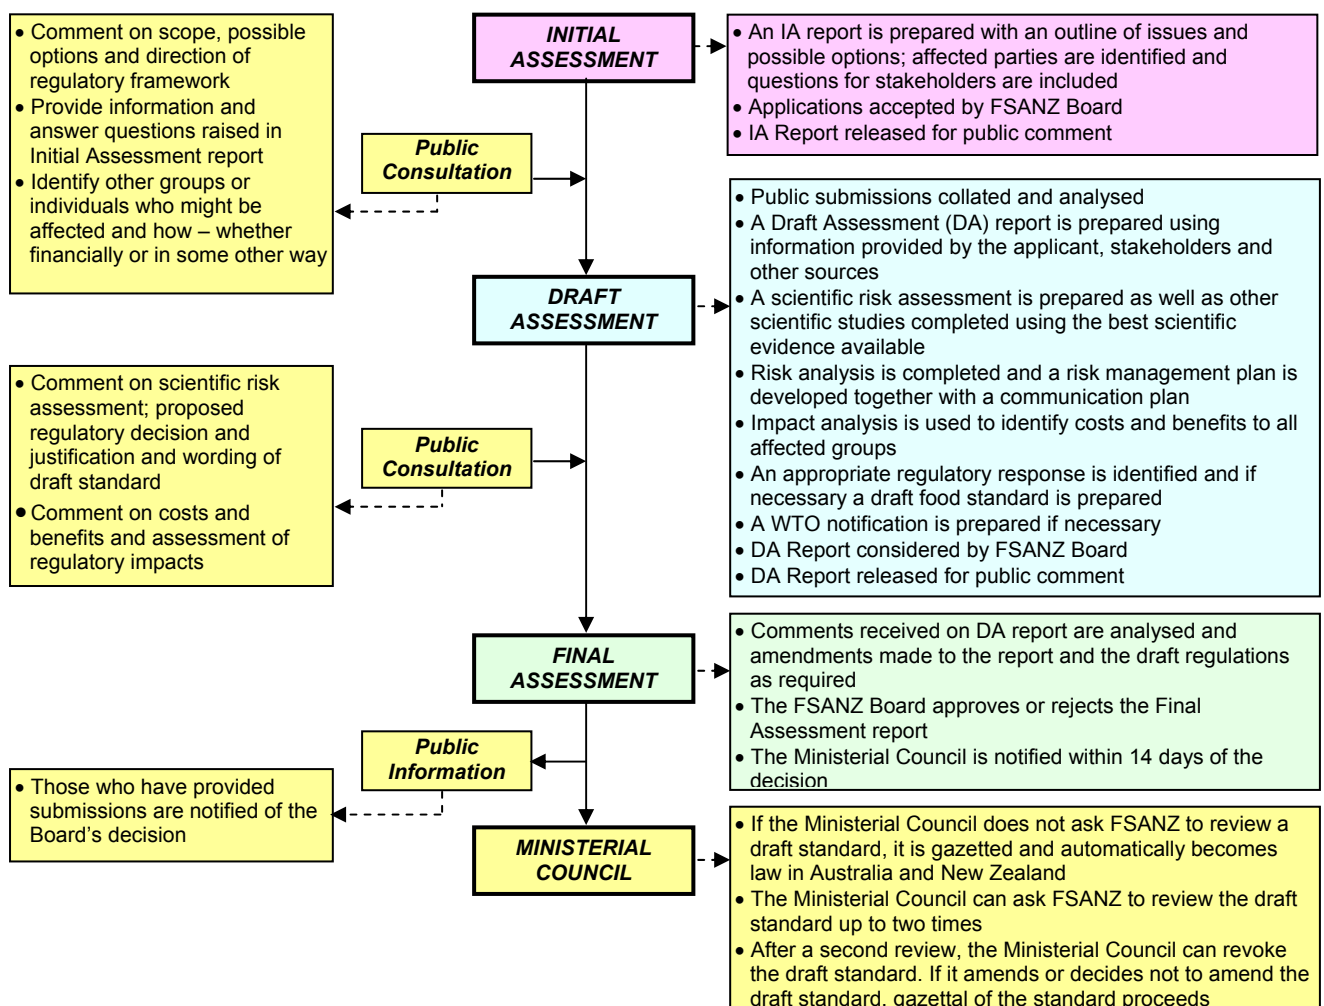 • Comment on scope, possible
options and direction of
regulatory framework
• Provide information and
answer questions raised in
Initial Assessment report
• Identify other groups or
individuals who might be
affected and how – whether
financially or in some other way
INITIAL
ASSESSMENT
• An IA report is prepared with an outline of issues and
possible options; affected parties are identified and
questions for stakeholders are included
• Applications accepted by FSANZ Board
• IA Report released for public comment
Public
Consultation
DRAFT
ASSESSMENT
• Public submissions collated and analysed
• A Draft Assessment (DA) report is prepared using
information provided by the applicant, stakeholders and
other sources
• A scientific risk assessment is prepared as well as other
scientific studies completed using the best scientific
evidence available
• Risk analysis is completed and a risk management plan is
developed together with a communication plan
• Impact analysis is used to identify costs and benefits to all
affected groups
• An appropriate regulatory response is identified and if
necessary a draft food standard is prepared
• A WTO notification is prepared if necessary
• DA Report considered by FSANZ Board
• DA Report released for public comment
• Comment on scientific risk
assessment; proposed
regulatory decision and
justification and wording of
draft standard
• Comment on costs and
benefits and assessment of
regulatory impacts
Public
Consultation
FINAL
ASSESSMENT
• Comments received on DA report are analysed and
amendments made to the report and the draft regulations
as required
• The FSANZ Board approves or rejects the Final
Assessment report
• The Ministerial Council is notified within 14 days of the
decision
Public
Information
• Those who have provided
submissions are notified of the
Board’s decision
MINISTERIAL
COUNCIL
• If the Ministerial Council does not ask FSANZ to review a
draft standard, it is gazetted and automatically becomes
law in Australia and New Zealand
• The Ministerial Council can ask FSANZ to review the draft
standard up to two times
• After a second review, the Ministerial Council can revoke
the draft standard. If it amends or decides not to amend the
draft standard, gazettal of the standard proceeds